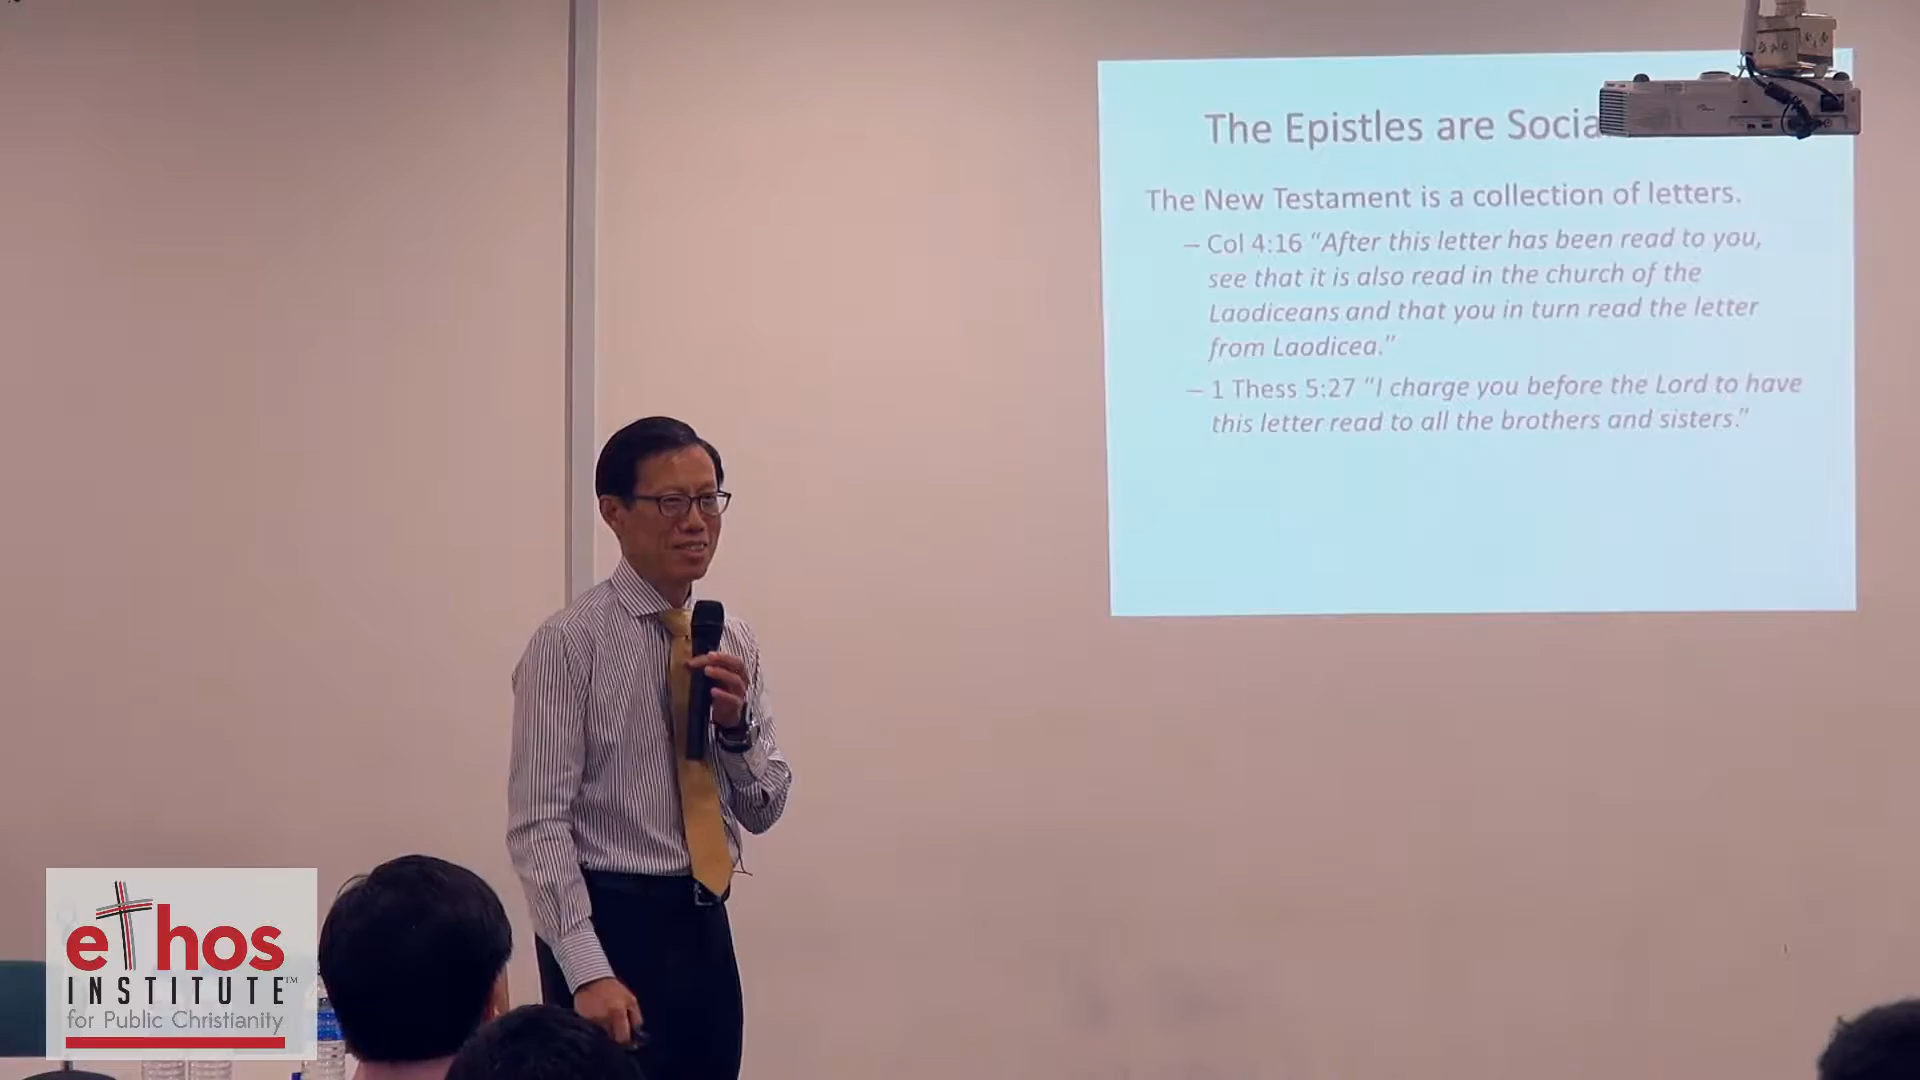 The Epistles are Socia
The New Testament is a collection of letters.
– Col 4:16 “After this letter has been read to you,
see that it is also read in the church of the
Laodiceans and that you in turn read the letter
from Laodicea.”
– 1 Thess 5:27 “I charge you before the Lord to have
this letter read to all the brothers and sisters.”
ethos
INSTITUTE™
for Public Christianity